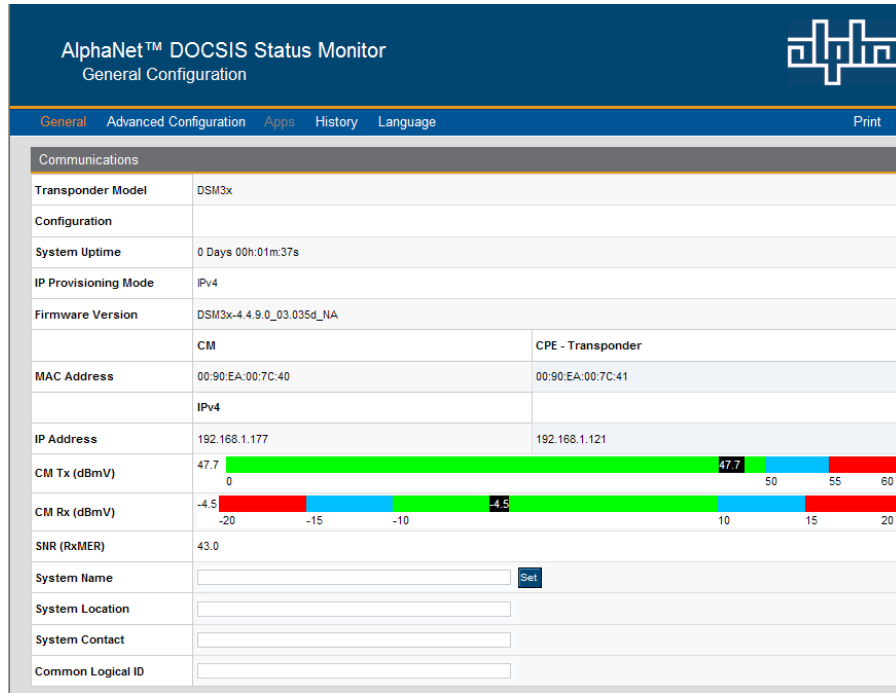 AlphaNet™ DOCSIS Status Monitor
General Configuration
alpha
General Advanced Configuration Apps History Language Print
Communications
Transponder Model DSM3x
Configuration
System Uptime 0 Days 00h:01m:37s
IP Provisioning Mode IPv4
Firmware Version DSM3x-4.4.9.0_03.035d_NA
CM CPE - Transponder
MAC Address 00:90:EA:00:7C:40 00:90:EA:00:7C:41
IPv4
IP Address 192.168.1.177 192.168.1.121
CM Tx (dBmV) 47.7 47.7
0 50 55 60
CM Rx (dBmV) -4.5 -4.5
-20 -15 -10 10 15 20
SNR (RxMER) 43.0
System Name Set
System Location
System Contact
Common Logical ID